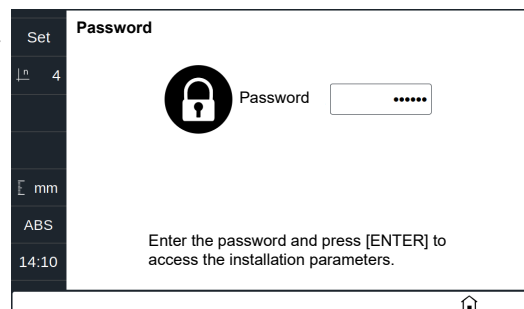 Set
Password
n 4
Password ••••••
mm
ABS
Enter the password and press [ENTER] to
14:10
access the installation parameters.